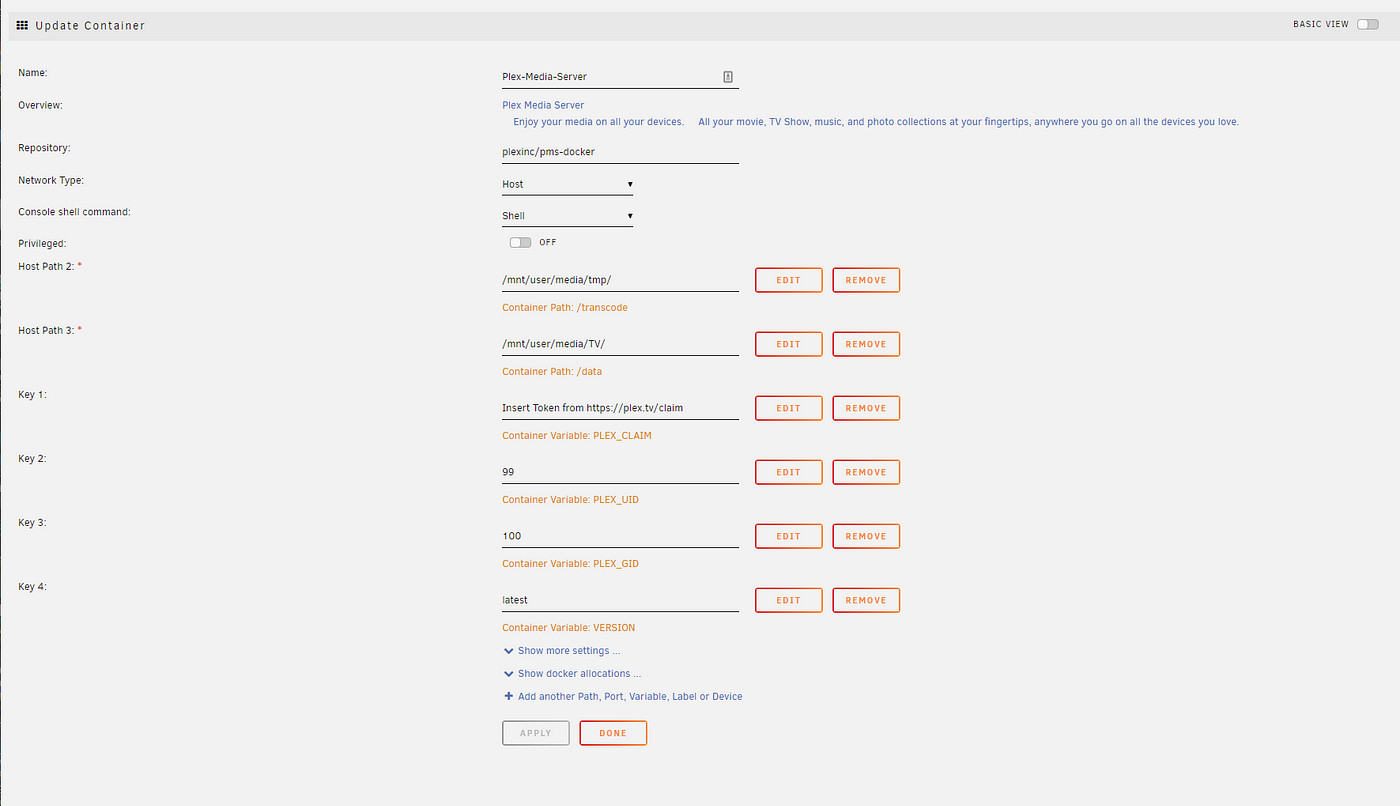 Update Container
BASIC VIEW
Name:
Plex-Media-Server
Overview:
Plex Media Server
Enjoy your media on all your devices. All your movie, TV Show, music, and photo collections at your fingertips, anywhere you go on all the devices you love.
Repository:
plexinc/pms-docker
Network Type:
Host
Console shell command:
Shell
Privileged:
OFF
Host Path 2: *
/mnt/user/media/tmp/
EDIT
REMOVE
Container Path: /transcode
Host Path 3: *
/mnt/user/media/TV/
EDIT
REMOVE
Container Path: /data
Key 1:
Insert Token from https://plex.tv/claim
EDIT
REMOVE
Container Variable: PLEX_CLAIM
Key 2:
99
EDIT
REMOVE
Container Variable: PLEX_UID
Key 3:
100
EDIT
REMOVE
Container Variable: PLEX_GID
Key 4:
latest
EDIT
REMOVE
Container Variable: VERSION
Show more settings ...
Show docker allocations ...
Add another Path, Port, Variable, Label or Device
APPLY
DONE